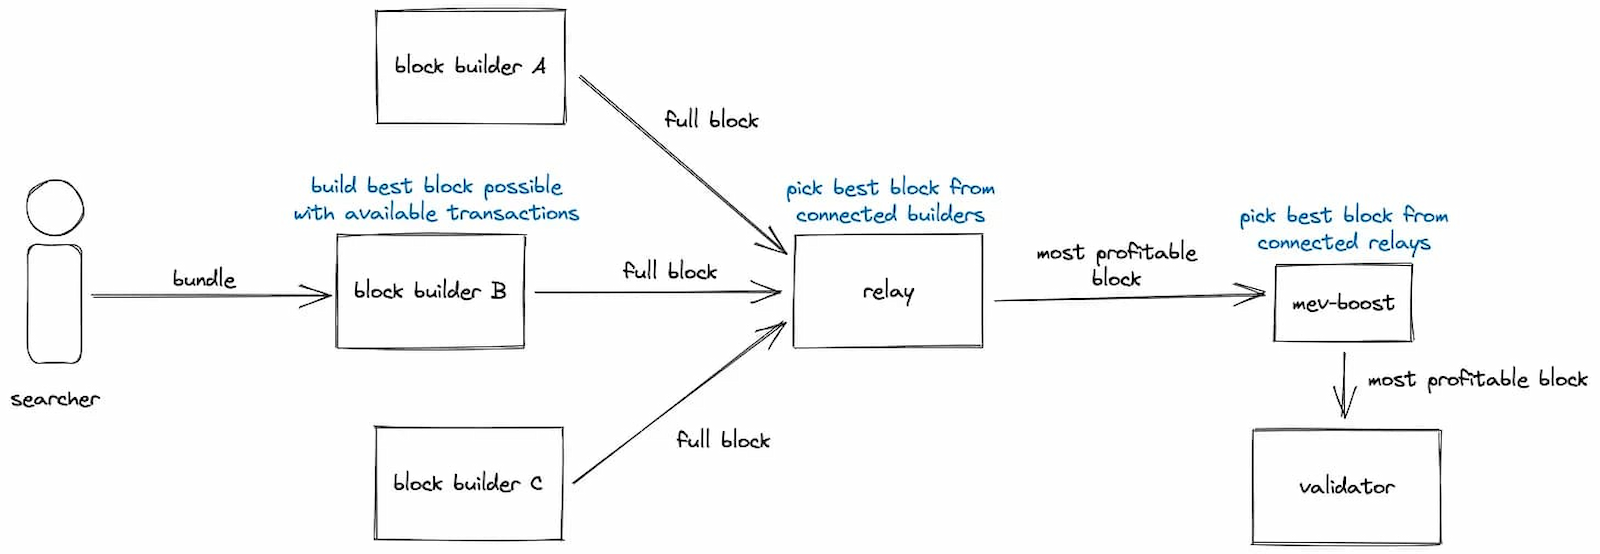 block builder A
full block
build best block possible
with available transactions
pick best block from
connected builders
pick best block from
connected relays
bundle
block builder B
full block
relay
most profitable
block
mev-boost
searcher
most profitable block
full block
block builder C
validator